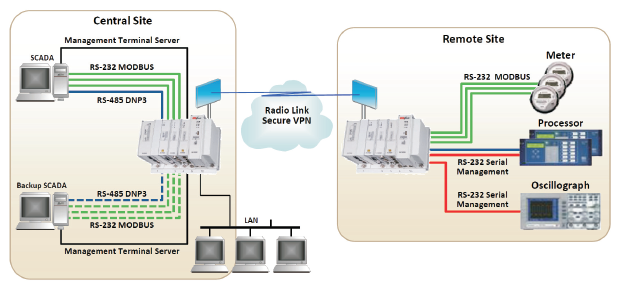 Central Site
Management Terminal Server
SCADA
RS-232 MODBUS
RS-485 DNP3
Backup SCADA
RS-485 DNP3
RS-232 MODBUS
Management Terminal Server
LAN
Radio Link
Secure VPN
Remote Site
Meter
RS-232 MODBUS
Processor
RS-232 Serial
Management
Oscillograph
RS-232 Serial
Management